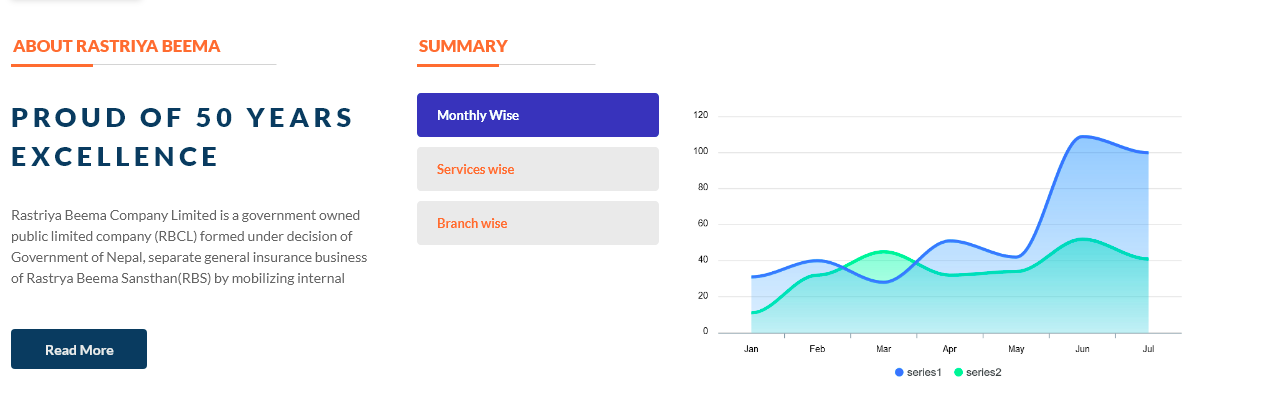 ABOUT RASTRIYA BEEMA
PROUD OF 50 YEARS
EXCELLENCE
Rastriya Beema Company Limited is a government owned
public limited company (RBCL) formed under decision of
Government of Nepal, separate general insurance business
of Rastrya Beema Sansthan(RBS) by mobilizing internal
Read More
SUMMARY
Monthly Wise
Services wise
Branch wise
120
100
80
60
40
20
0
Jan Feb Mar Apr May Jun Jul
series1 series2